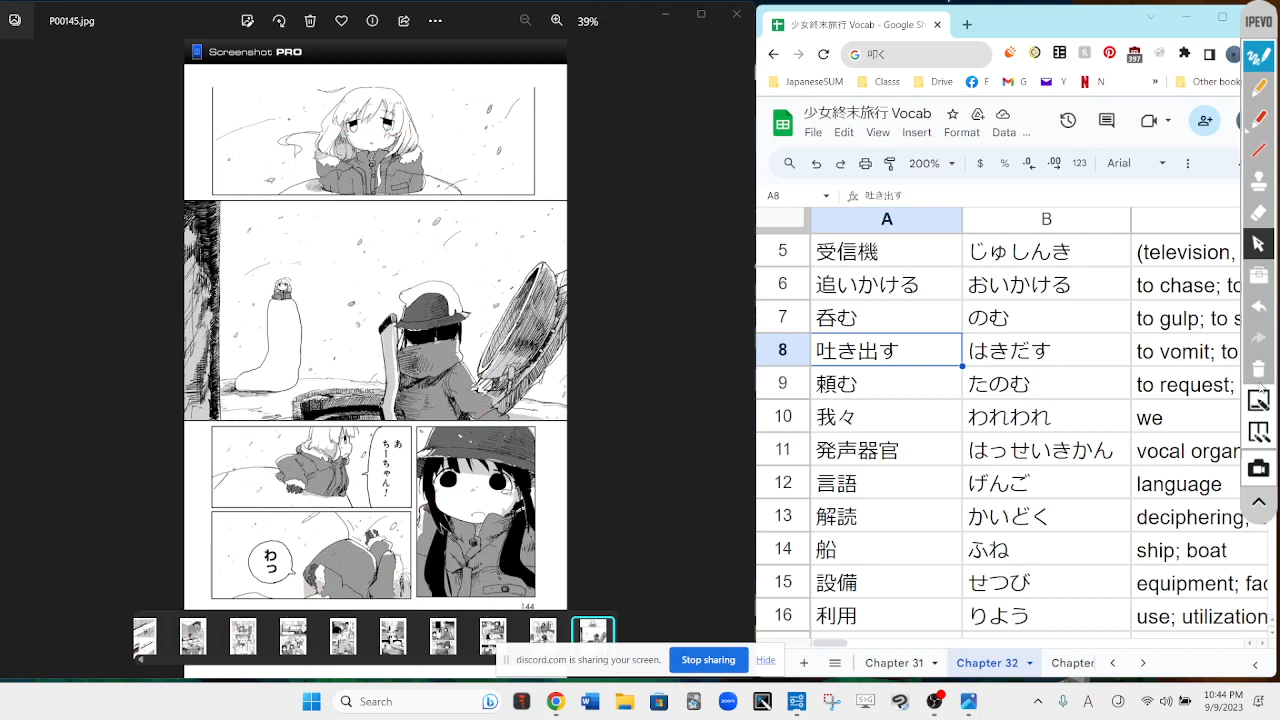 P00145.jpg
39%
Screenshot PRO
あ
ちーちゃん！
わっ
144
discord.com is sharing your screen.
Stop sharing
Hide
少女終末旅行 Vocab - Google Sh
叩く
397
JapaneseSUM
Classs
Drive
F
G
Y
N
»
Other book
少女終末旅行 Vocab
File
Edit
View
Insert
Format
Data
...
200%
$
%
.0
.00
123
Arial
A8
fx
吐き出す
A
B
5 受信機 じゅしんき (television,
6 追いかける おいかける to chase; to
7 呑む のむ to gulp; to s
8 吐き出す はきだす to vomit; to
9 頼む たのむ to request;
10 我々 われわれ we
11 発声器官 はっせいきかん vocal organ
12 言語 げんご language
13 解読 かいどく deciphering,
14 船 ふね ship; boat
15 設備 せつび equipment; fac
16 利用 りよう use; utilization
Chapter 31
Chapter 32
Chapter
IPEVO
Search
zoom
A
10:44 PM
9/9/2023